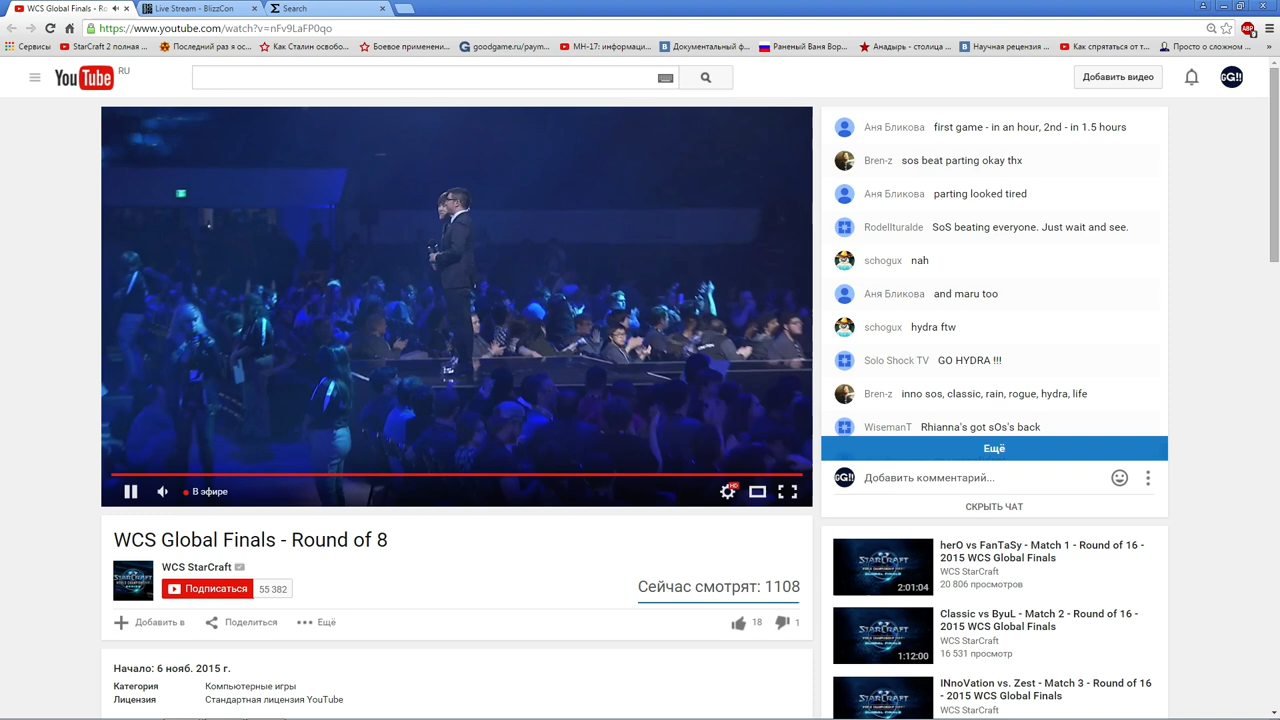 WCS Global Finals - Ro
Live Stream - BlizzCon
Search
https://www.youtube.com/watch?v=nFv9LaFP0qo
Сервисы
StarCraft 2 полная ...
Последний раз я ос...
Как Сталин освобо...
Боевое применени...
goodgame.ru/paym...
МН-17: информаци...
Документальный ф...
Раненый Ваня Вор...
Анадырь - столица ...
Научная рецензия ...
Как спрятаться от т...
Просто о сложном ...
YouTube RU
Добавить видео
GG!!
Аня Бликова first game - in an hour, 2nd - in 1.5 hours
Bren-z sos beat parting okay thx
Аня Бликова parting looked tired
Rodellturalde SoS beating everyone. Just wait and see.
schogux nah
Аня Бликова and maru too
schogux hydra ftw
Solo Shock TV GO HYDRA !!!
Bren-z inno sos, classic, rain, rogue, hydra, life
WisemanT Rhianna's got sOs's back
Ещё
GG!! Добавить комментарий...
СКРЫТЬ ЧАТ
В эфире
HD
WCS Global Finals - Round of 8
WCS StarCraft
Подписаться 55 382
Сейчас смотрят: 1108
Добавить в Поделиться Ещё
18 1
Начало: 6 нояб. 2015 г.
Категория Компьютерные игры
Лицензия Стандартная лицензия YouTube
STARCRAFT
2:01:04
herO vs FanTaSy - Match 1 - Round of 16 -
2015 WCS Global Finals
WCS StarCraft
20 806 просмотров
STARCRAFT
1:12:00
Classic vs ByuL - Match 2 - Round of 16 -
2015 WCS Global Finals
WCS StarCraft
16 531 просмотр
STARCRAFT
INnoVation vs. Zest - Match 3 - Round of 16
- 2015 WCS Global Finals
WCS StarCraft